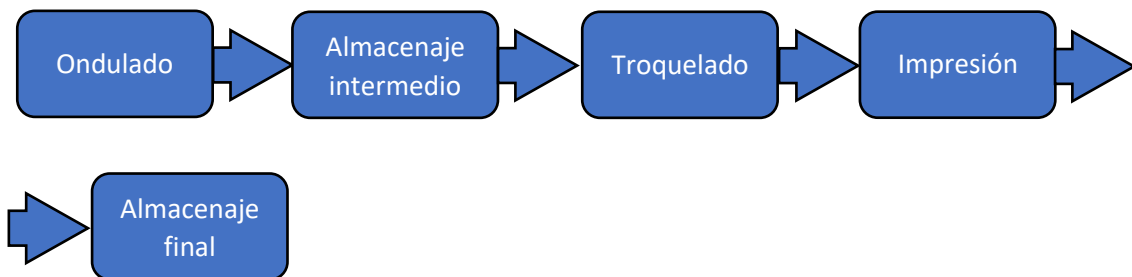 Ondulado
Almacenaje
intermedio
Troquelado
Impresión
Almacenaje
final